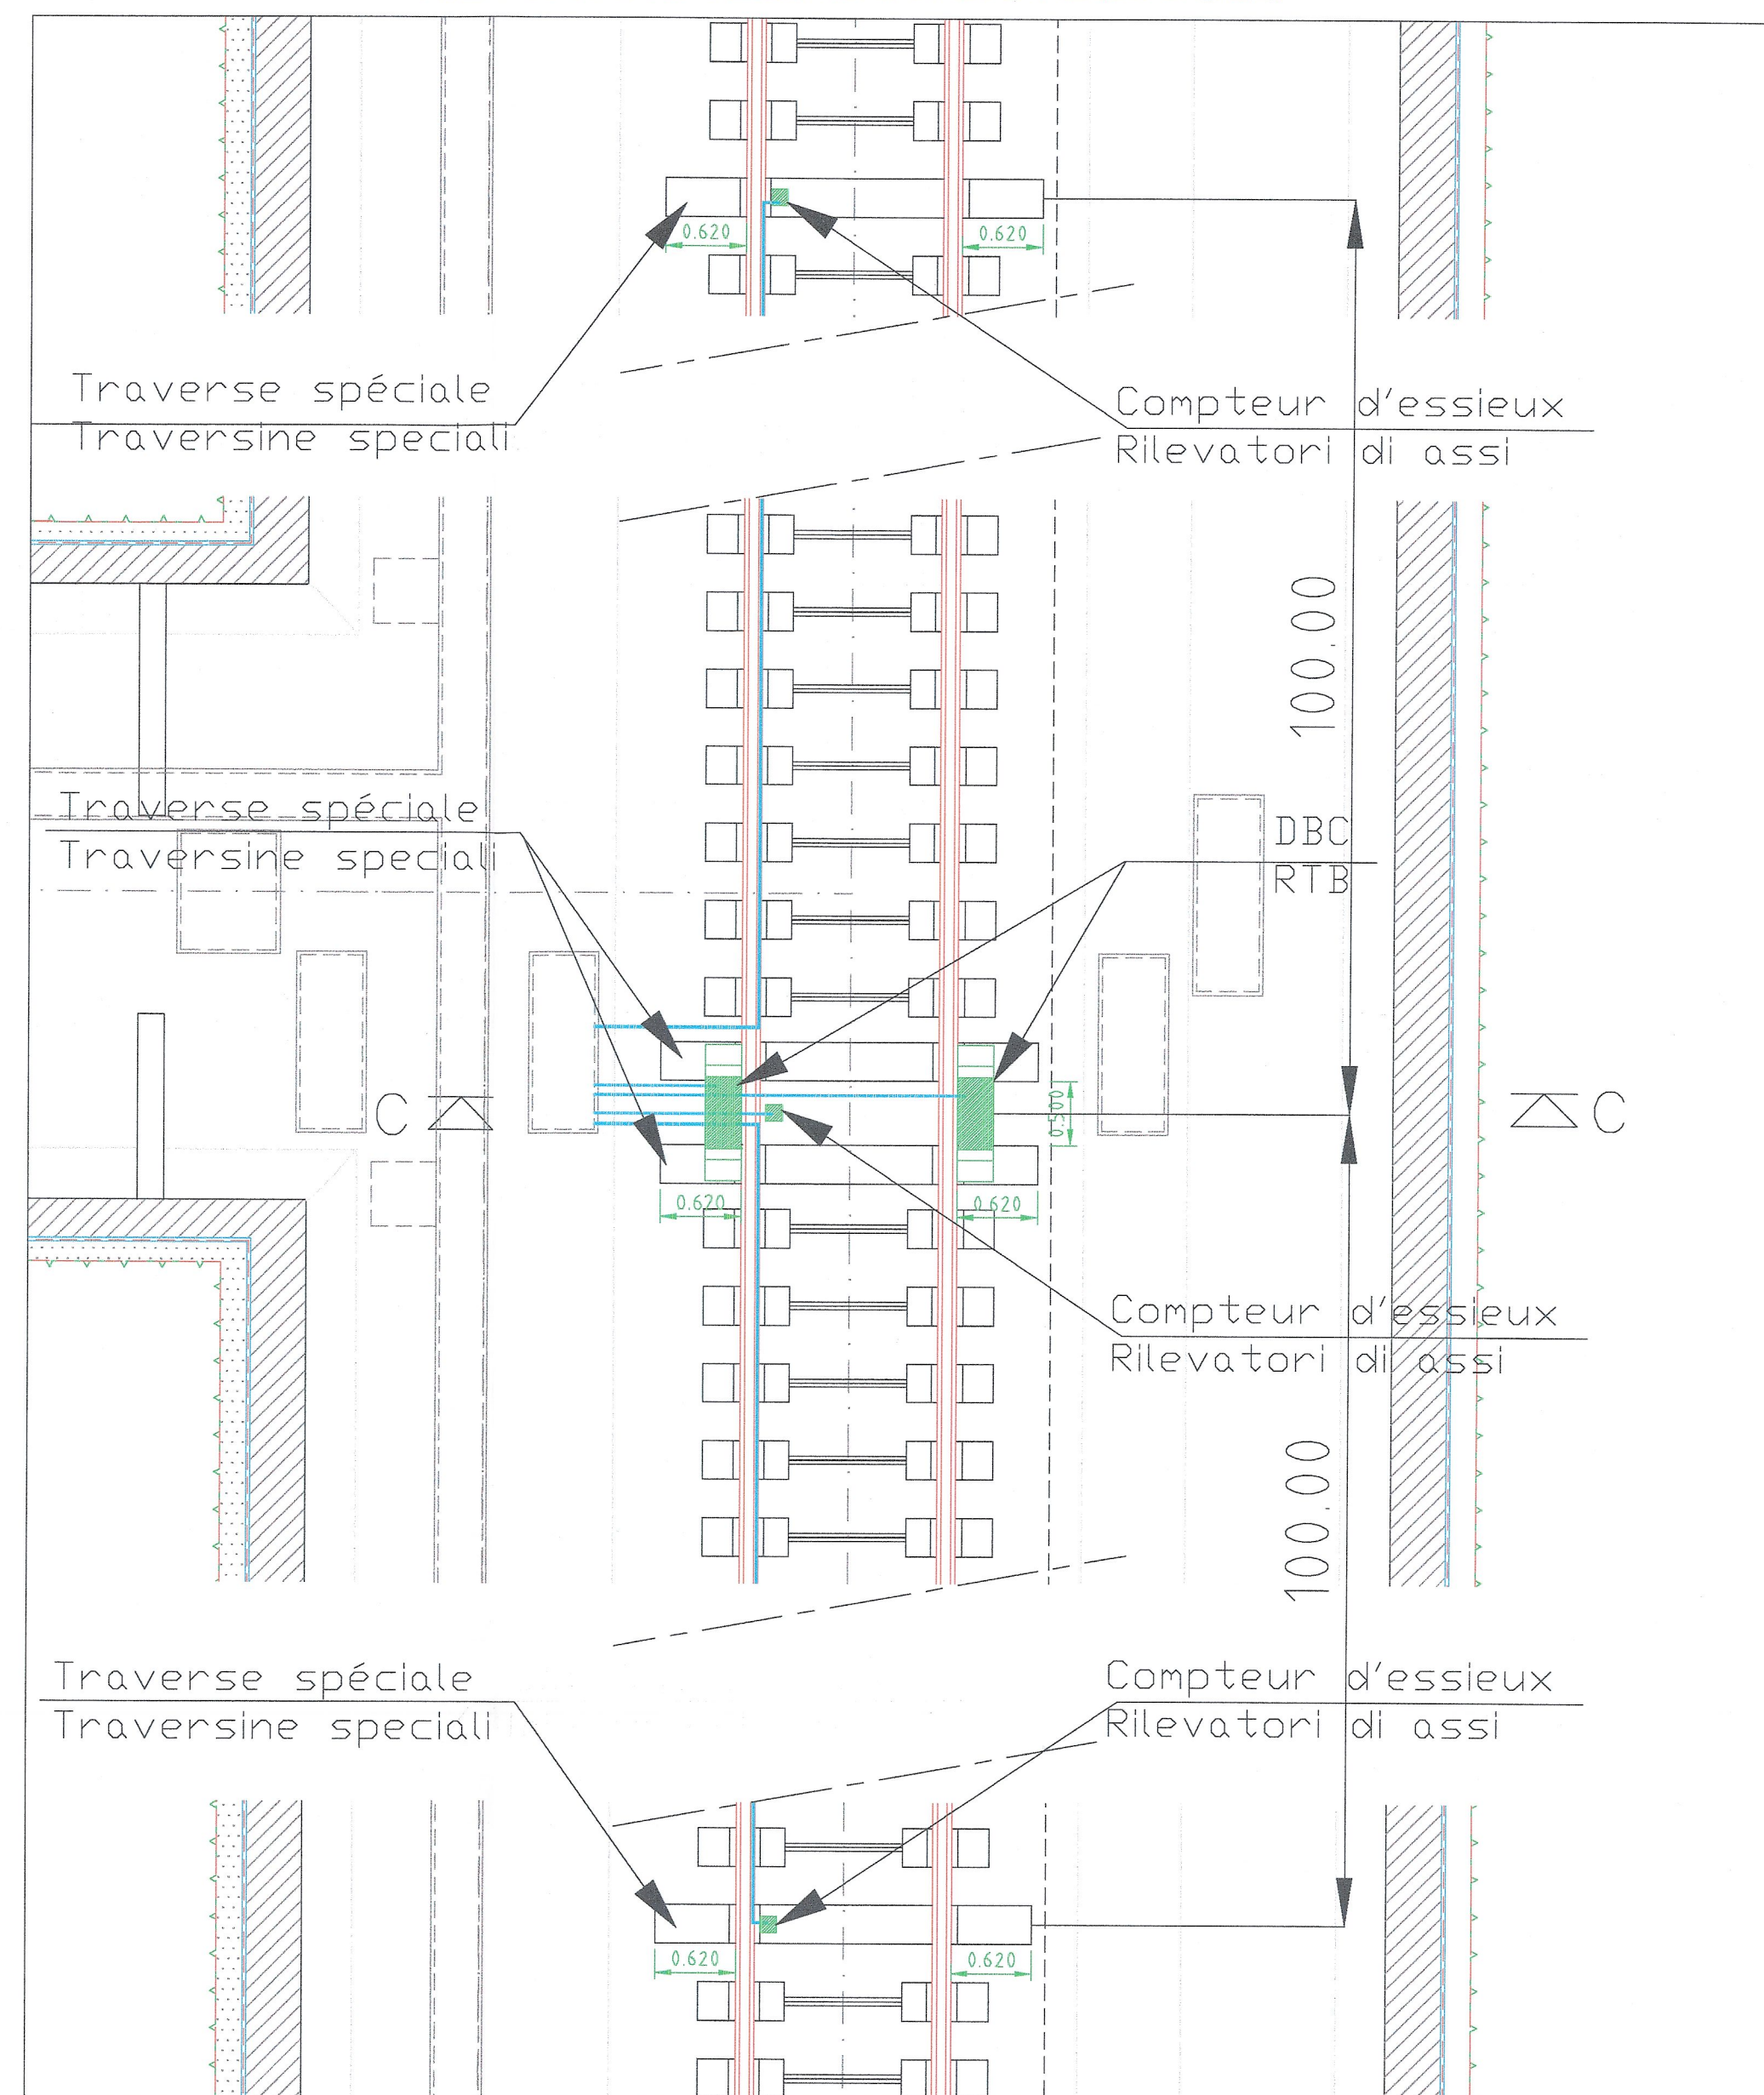 0.620
0.620
Traverse spéciale
Traversine speciali
Compteur d'essieux
Rilevatori di assi
100.00
Traverse spéciale
Traversine speciali
DBC
RTB
C
0.500
C
0.620
0.620
Compteur d'essieux
Rilevatori di assi
100.00
Traverse spéciale
Traversine speciali
Compteur d'essieux
Rilevatori di assi
0.620
0.620